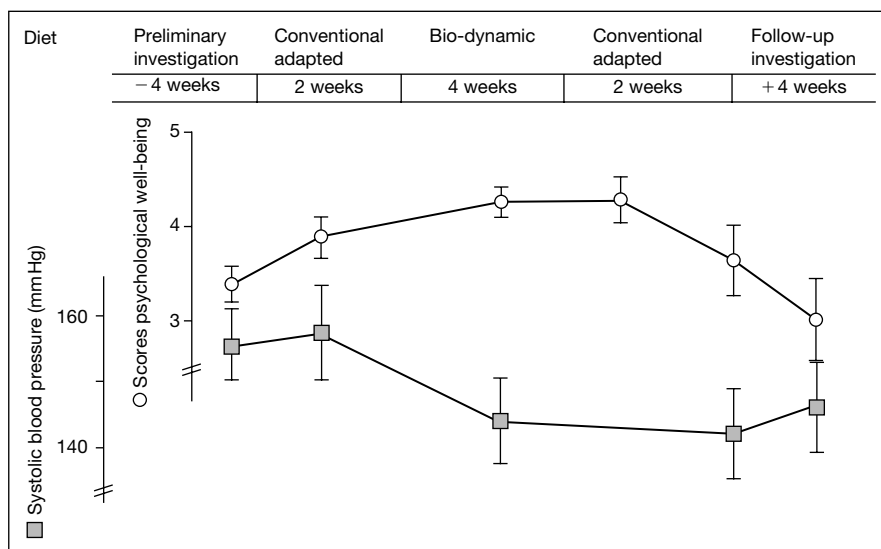 Diet
Preliminary
investigation
Conventional
adapted
Bio-dynamic
Conventional
adapted
Follow-up
investigation
−4 weeks
2 weeks
4 weeks
2 weeks
+4 weeks
Scores psychological well-being
5
4
3
Systolic blood pressure (mm Hg)
160
140